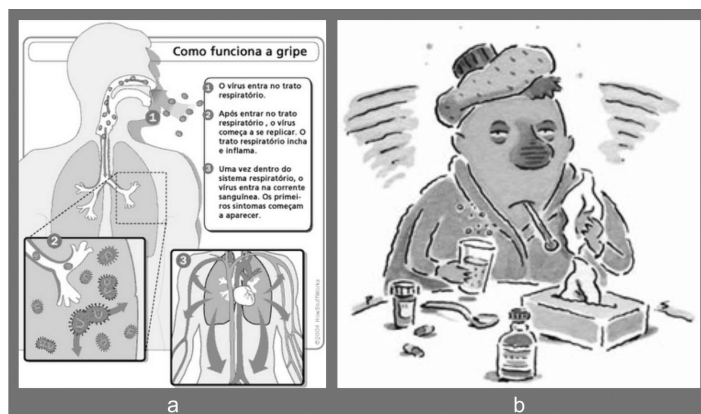 Como funciona a gripe
1
1 O vírus entra no trato
respiratório.
2 Após entrar no trato
respiratório , o vírus
começa a se replicar. O
trato respiratório incha
e inflama.
3 Uma vez dentro do
sistema respiratório, o
vírus entra na corrente
sanguínea. Os primei-
ros sintomas começam
a aparecer.
2
3
©2008 HowStuffWorks
a
b